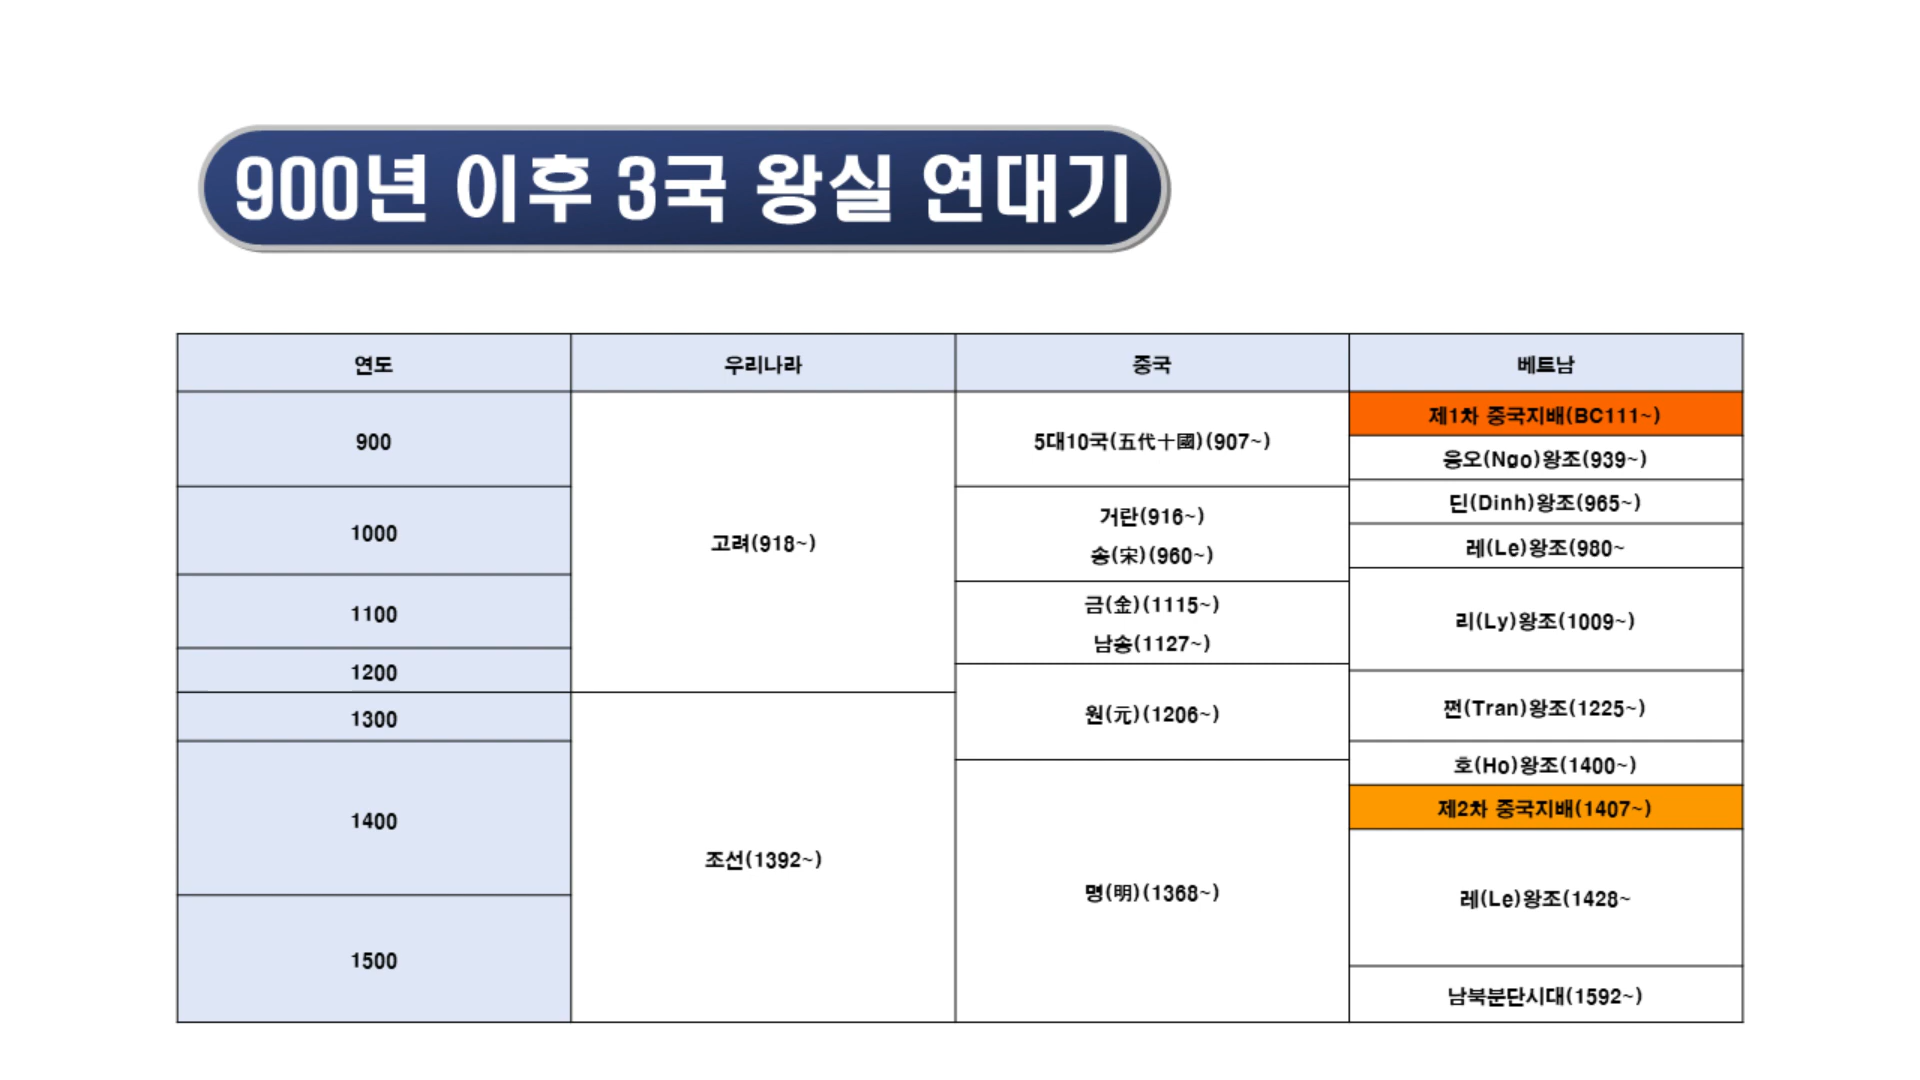 900년 이후 3국 왕실 연대기
연도
우리나라
중국
베트남
900
1000
1100
1200
1300
1400
1500
고려(918~)
조선(1392~)
5대10국(五代十國)(907~)
거란(916~)
송(宋)(960~)
금(金)(1115~)
남송(1127~)
원(元)(1206~)
명(明)(1368~)
제1차 중국지배(BC111~)
응오(Ngo)왕조(939~)
딘(Dinh)왕조(965~)
레(Le)왕조(980~
리(Ly)왕조(1009~)
쩐(Tran)왕조(1225~)
호(Ho)왕조(1400~)
제2차 중국지배(1407~)
레(Le)왕조(1428~
남북분단시대(1592~)